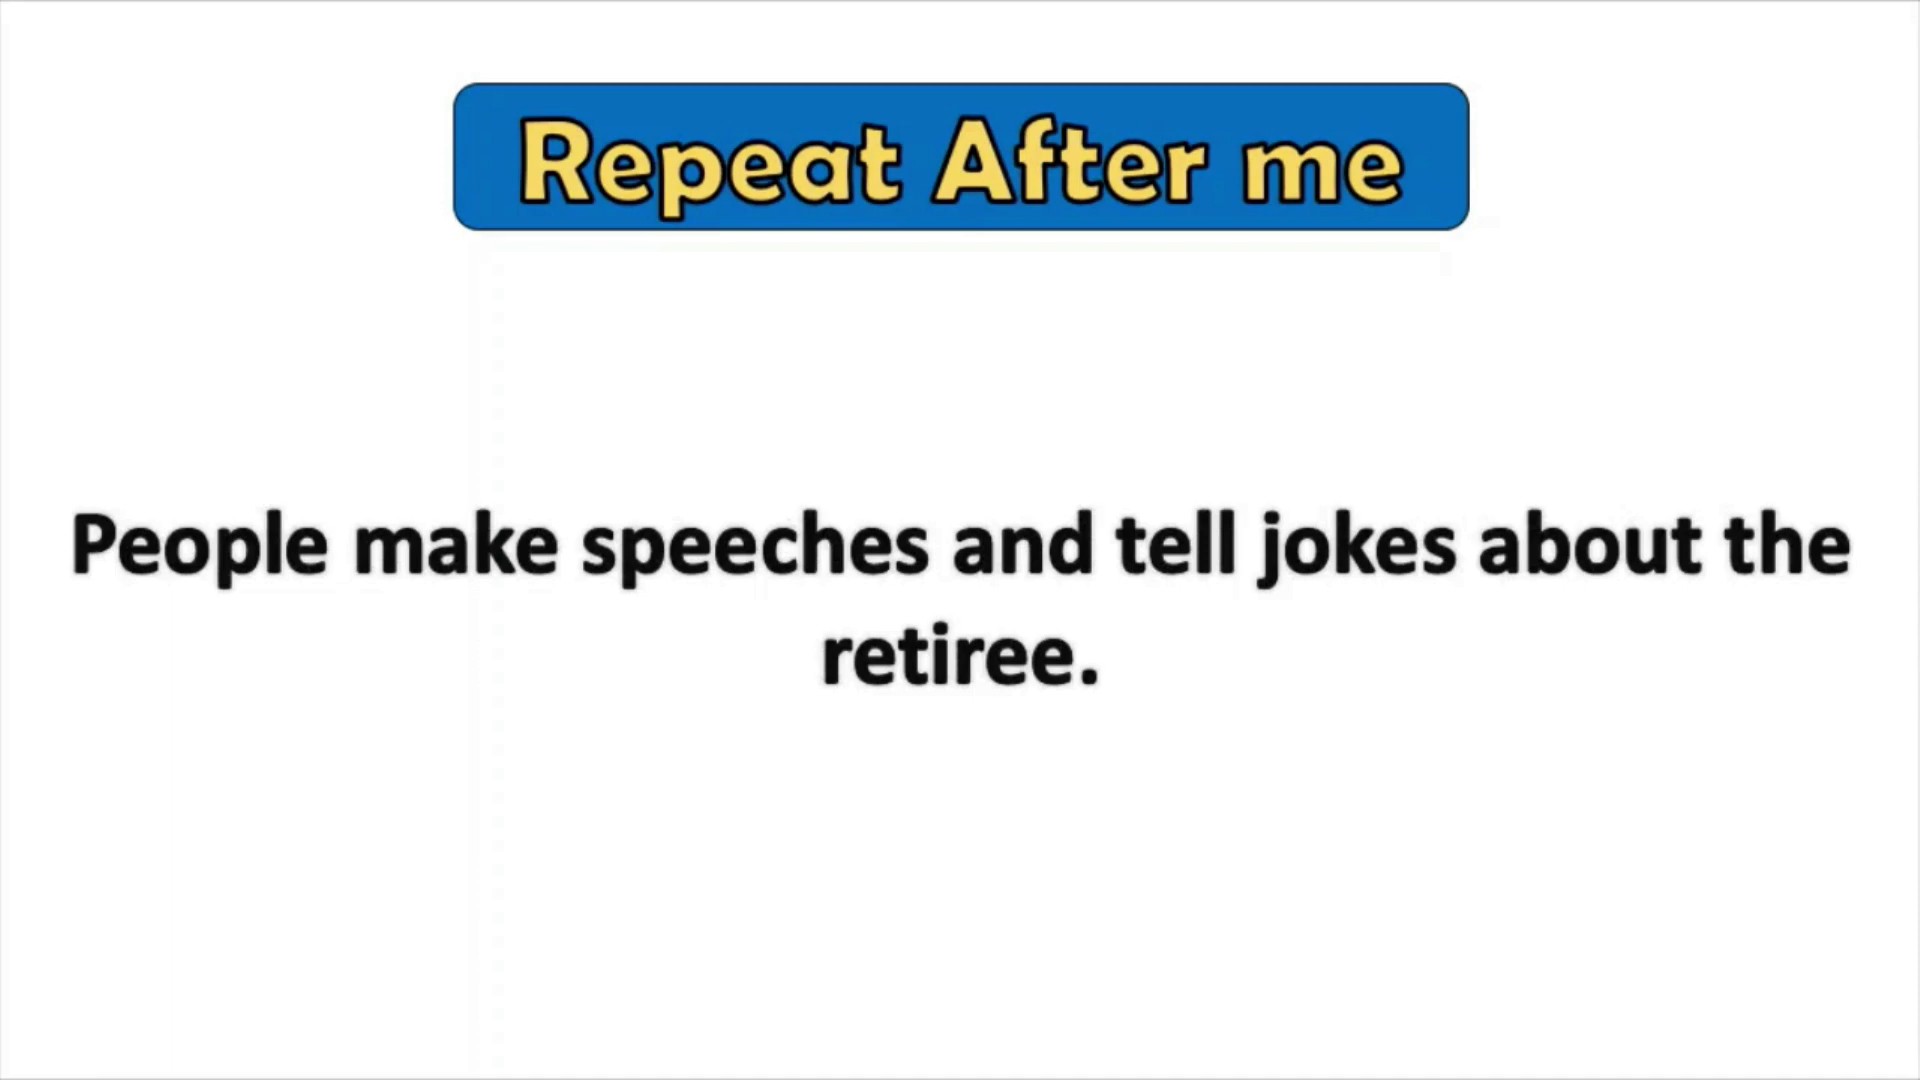 Repeat After me
People make speeches and tell jokes about the
retiree.